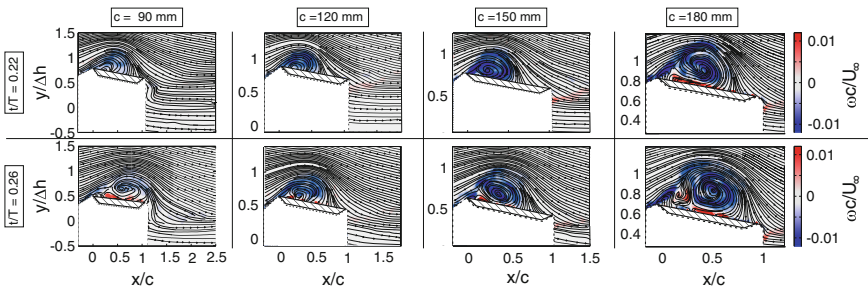 c = 90 mm
c =120 mm
c =150 mm
c =180 mm
t/T = 0.22
y/Δh
1.5
1
0.5
0
-0.5
1
0.5
0
1
0.5
1
0.8
0.6
0.4
0.01
0
-0.01
ωc/U∞
t/T = 0.26
y/Δh
1.5
1
0.5
0
-0.5
1
0.5
0
1
0.5
1
0.8
0.6
0.4
0.01
0
-0.01
ωc/U∞
0 0.5 1 1.5 2 2.5
0 0.5 1 1.5
0 0.5 1 1.5
0 0.5 1
x/c
x/c
x/c
x/c